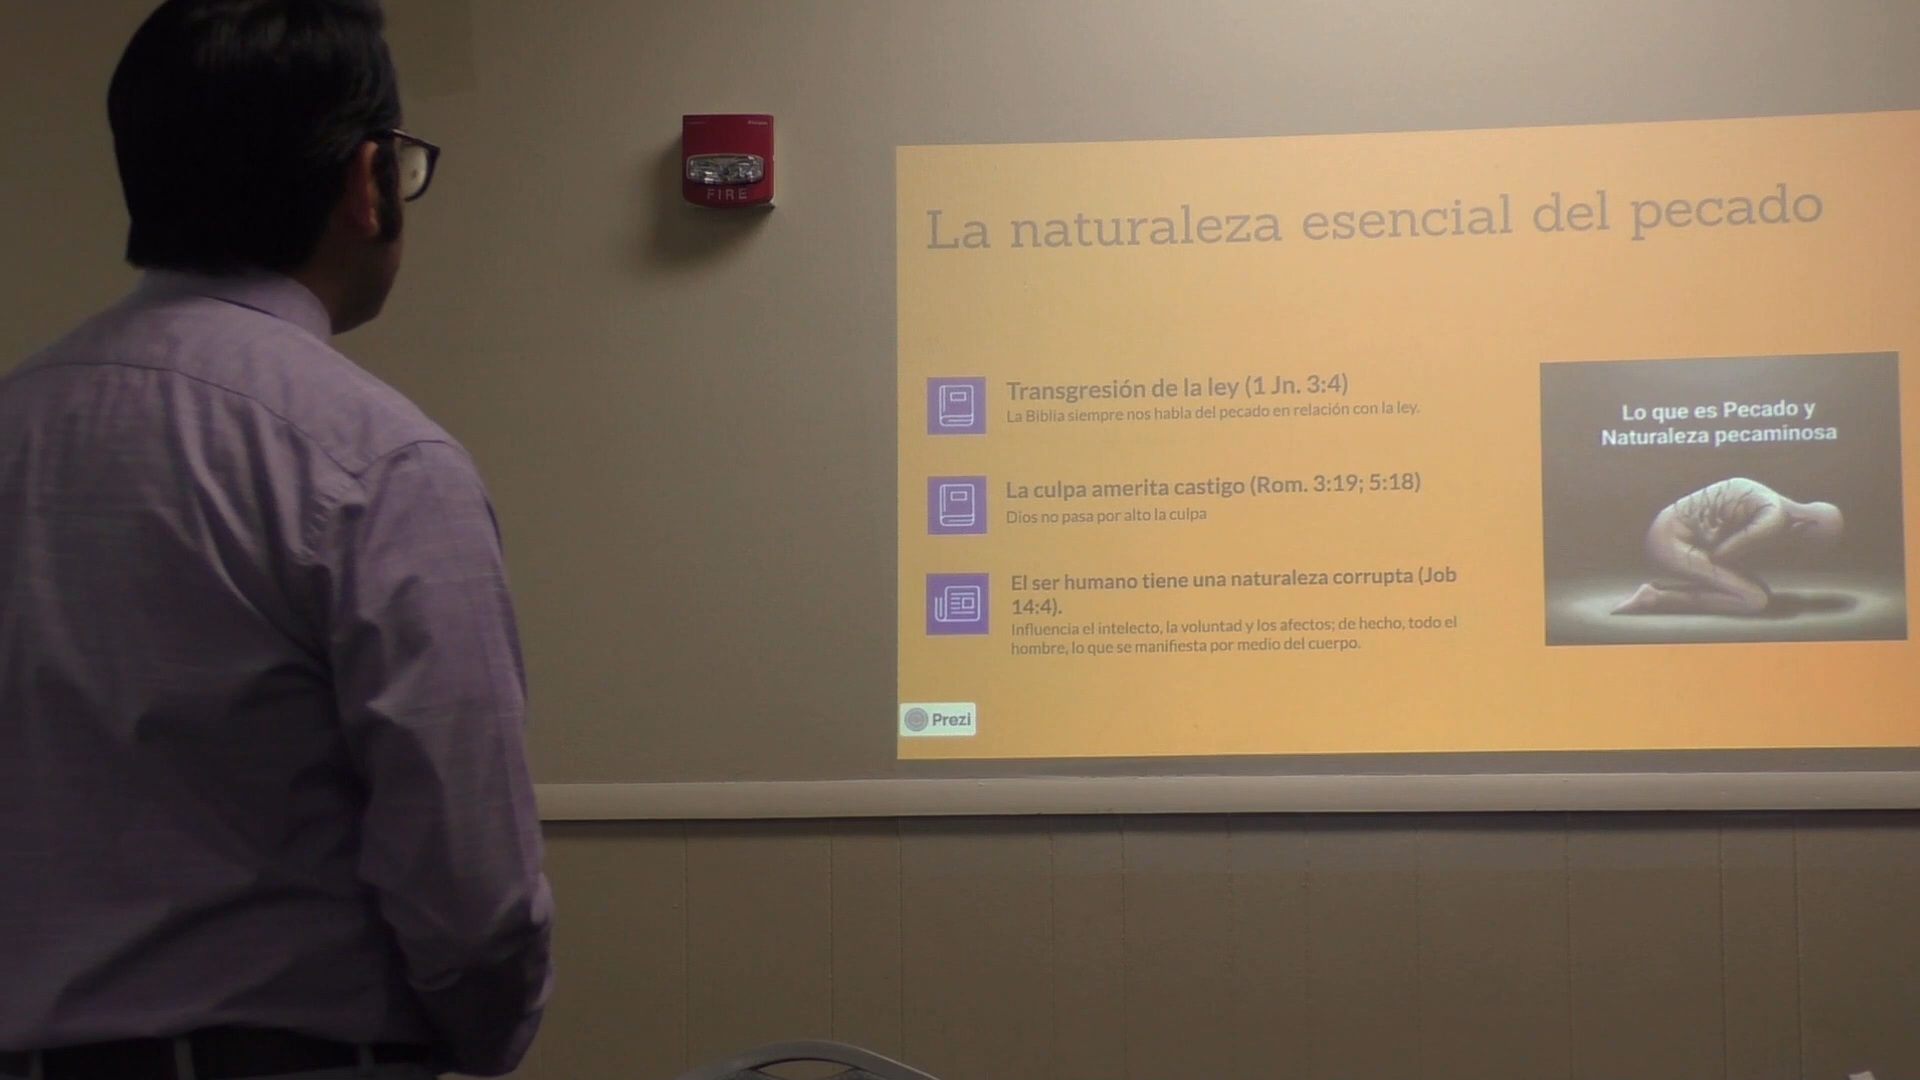 FIRE
La naturaleza esencial del pecado
Transgresión de la ley (1 Jn. 3:4)
La Biblia siempre nos habla del pecado en relación con la ley.
La culpa amerita castigo (Rom. 3:19; 5:18)
Dios no pasa por alto la culpa
El ser humano tiene una naturaleza corrupta (Job
14:4).
Influencia el intelecto, la voluntad y los afectos; de hecho, todo el
hombre, lo que se manifiesta por medio del cuerpo.
Lo que es Pecado y
Naturaleza pecaminosa
Prezi